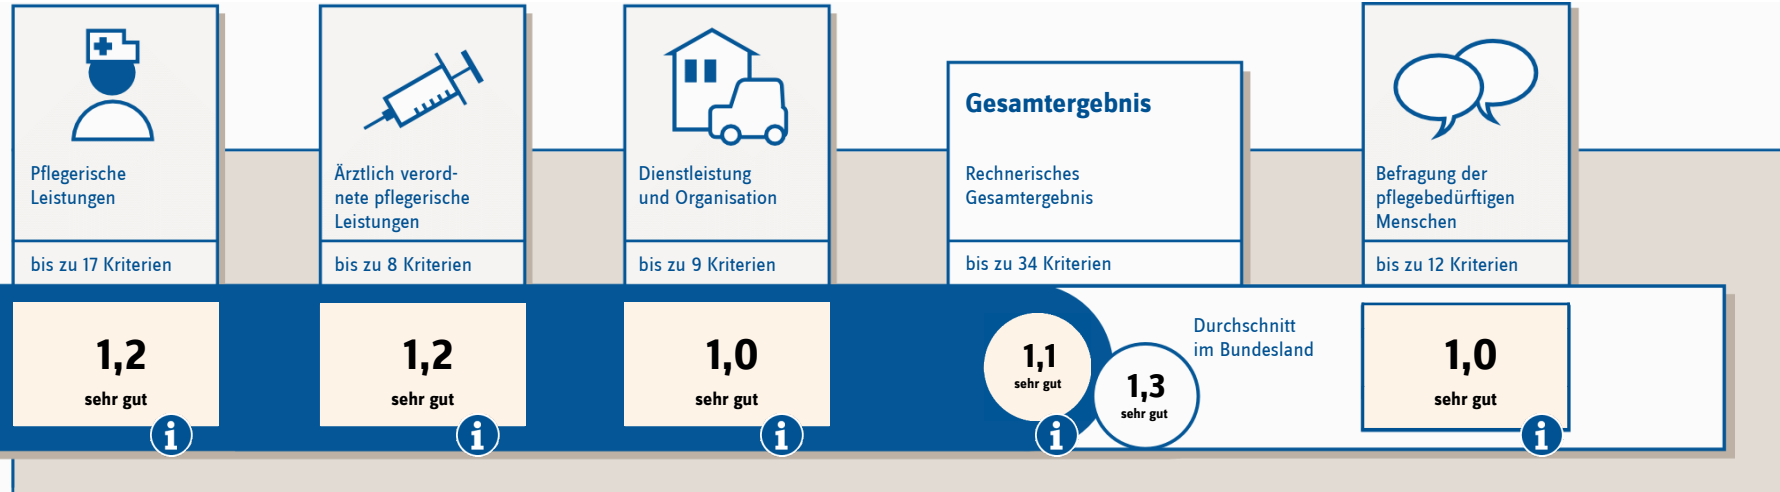 Pflegerische
Leistungen
bis zu 17 Kriterien
1,2
sehr gut
i
Ärztlich verord-
nete pflegerische
Leistungen
bis zu 8 Kriterien
1,2
sehr gut
i
Dienstleistung
und Organisation
bis zu 9 Kriterien
1,0
sehr gut
i
Gesamtergebnis
Rechnerisches
Gesamtergebnis
bis zu 34 Kriterien
1,1
sehr gut
i
Durchschnitt
im Bundesland
1,3
sehr gut
Befragung der
pflegebedürftigen
Menschen
bis zu 12 Kriterien
1,0
sehr gut
i